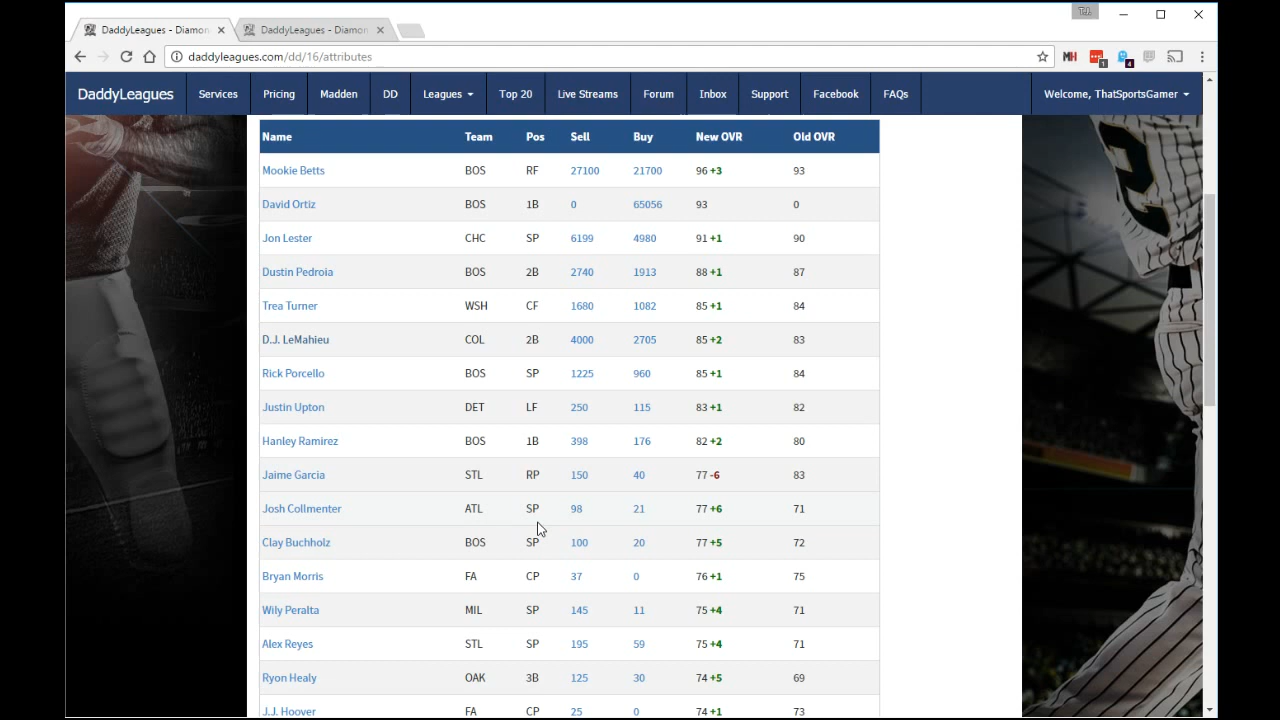 T.J.
DaddyLeagues - Diamon
DaddyLeagues - Diamon
daddyleagues.com/dd/16/attributes
MH 1 4
DaddyLeagues Services Pricing Madden DD Leagues Top 20 Live Streams Forum Inbox Support Facebook FAQs Welcome, ThatSportsGamer
Name Team Pos Sell Buy New OVR Old OVR
Mookie Betts BOS RF 27100 21700 96 +3 93
David Ortiz BOS 1B 0 65056 93 0
Jon Lester CHC SP 6199 4980 91 +1 90
Dustin Pedroia BOS 2B 2740 1913 88 +1 87
Trea Turner WSH CF 1680 1082 85 +1 84
D.J. LeMahieu COL 2B 4000 2705 85 +2 83
Rick Porcello BOS SP 1225 960 85 +1 84
Justin Upton DET LF 250 115 83 +1 82
Hanley Ramirez BOS 1B 398 176 82 +2 80
Jaime Garcia STL RP 150 40 77 -6 83
Josh Collmenter ATL SP 98 21 77 +6 71
Clay Buchholz BOS SP 100 20 77 +5 72
Bryan Morris FA CP 37 0 76 +1 75
Wily Peralta MIL SP 145 11 75 +4 71
Alex Reyes STL SP 195 59 75 +4 71
Ryon Healy OAK 3B 125 30 74 +5 69
J.J. Hoover FA CP 25 0 74 +1 73